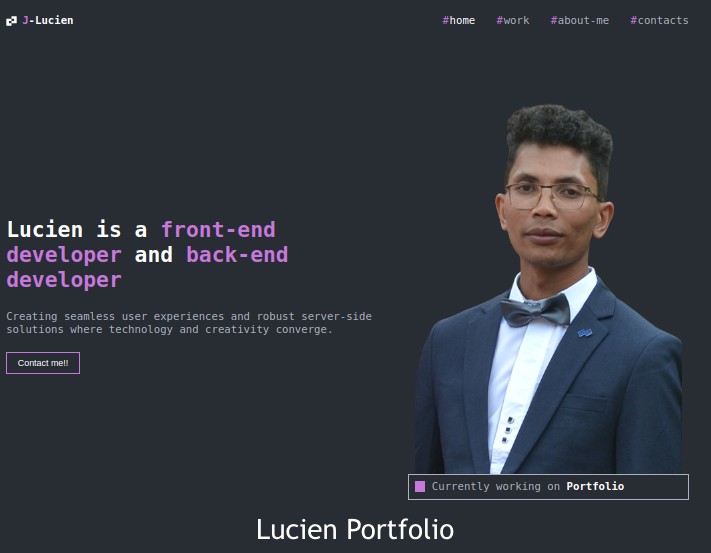 J-Lucien
#home #work #about-me #contacts
Lucien is a front-end
developer and back-end
developer
Creating seamless user experiences and robust server-side
solutions where technology and creativity converge.
Contact me!!
Currently working on Portfolio
Lucien Portfolio